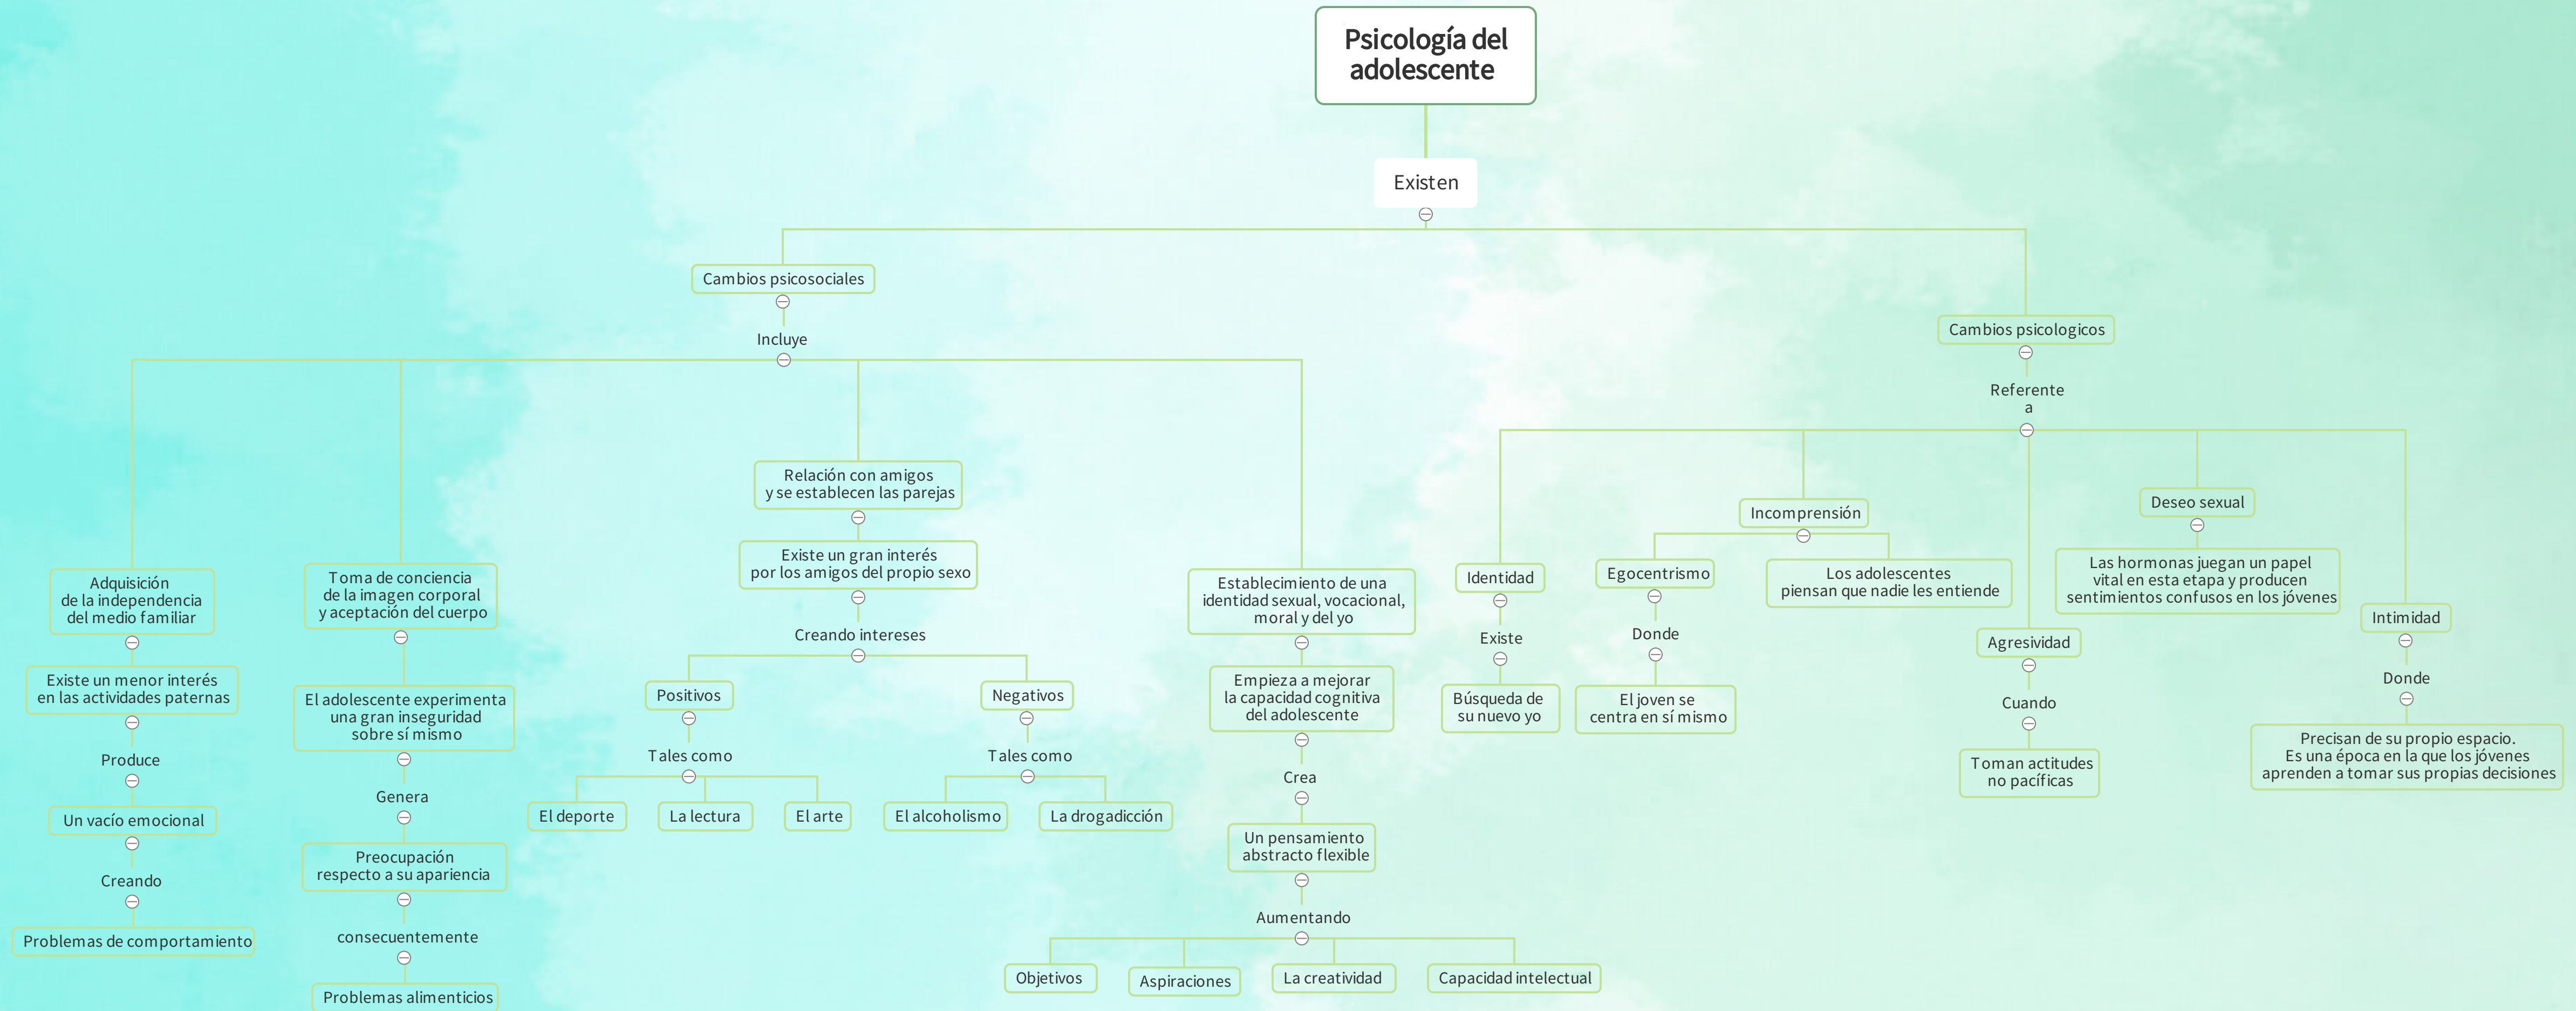 Psicología del
adolescente
Existen
Cambios psicosociales
Incluye
Adquisición
de la independencia
del medio familiar
Existe un menor interés
en las actividades paternas
Produce
Un vacío emocional
Creando
Problemas de comportamiento
Toma de conciencia
de la imagen corporal
y aceptación del cuerpo
El adolescente experimenta
una gran inseguridad
sobre sí mismo
Genera
Preocupación
respecto a su apariencia
consecuentemente
Problemas alimenticios
Relación con amigos
y se establecen las parejas
Existe un gran interés
por los amigos del propio sexo
Creando intereses
Positivos
Tales como
El deporte
La lectura
El arte
Negativos
Tales como
El alcoholismo
La drogadicción
Establecimiento de una
identidad sexual, vocacional,
moral y del yo
Empieza a mejorar
la capacidad cognitiva
del adolescente
Crea
Un pensamiento
abstracto flexible
Aumentando
Objetivos
Aspiraciones
La creatividad
Capacidad intelectual
Cambios psicologicos
Referente
a
Identidad
Existe
Búsqueda de
su nuevo yo
Incomprensión
Egocentrismo
Donde
El joven se
centra en sí mismo
Los adolescentes
piensan que nadie les entiende
Agresividad
Cuando
Toman actitudes
no pacíficas
Deseo sexual
Las hormonas juegan un papel
vital en esta etapa y producen
sentimientos confusos en los jóvenes
Intimidad
Donde
Precisan de su propio espacio.
Es una época en la que los jóvenes
aprenden a tomar sus propias decisiones